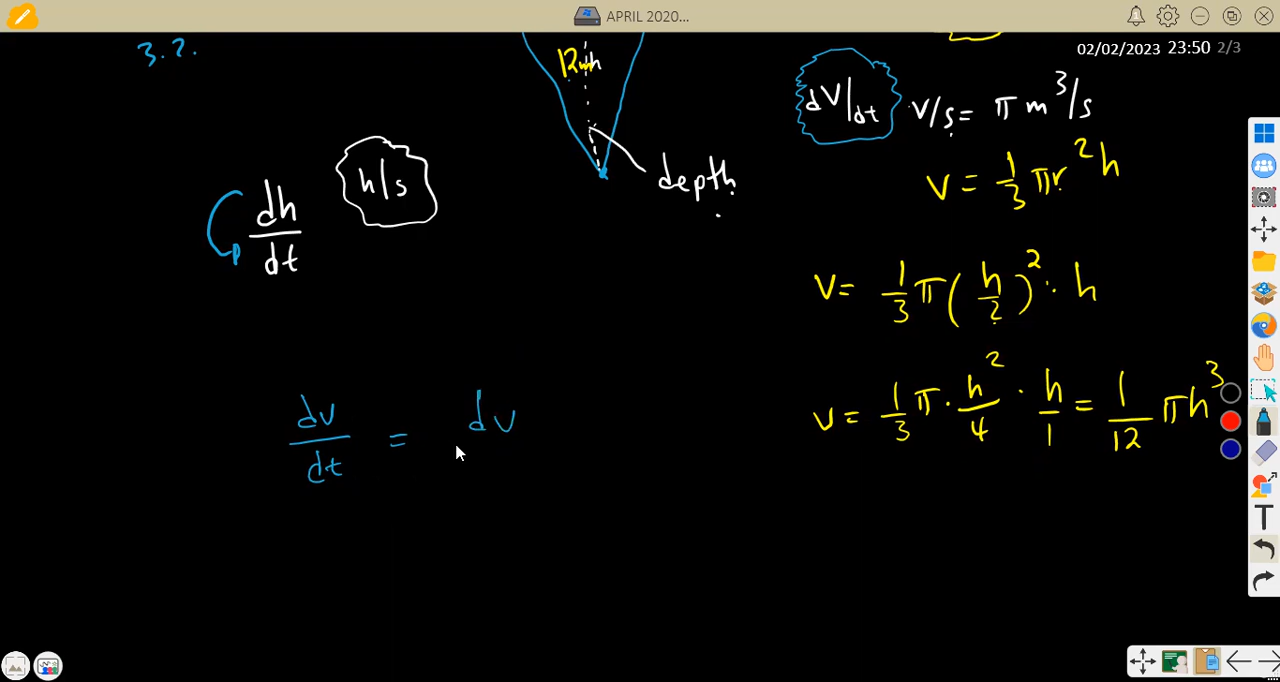 APRIL 2020...
02/02/2023 23:50 2/3
3.2.
12m h
depth
dh/dt
h/s
dV/dt V/s = π m³/s
V = 1/3 πr²h
V = 1/3 π(h/2)² · h
V = 1/3 π · h²/4 · h/1 = 1/12 πh³
dv/dt = dv
T